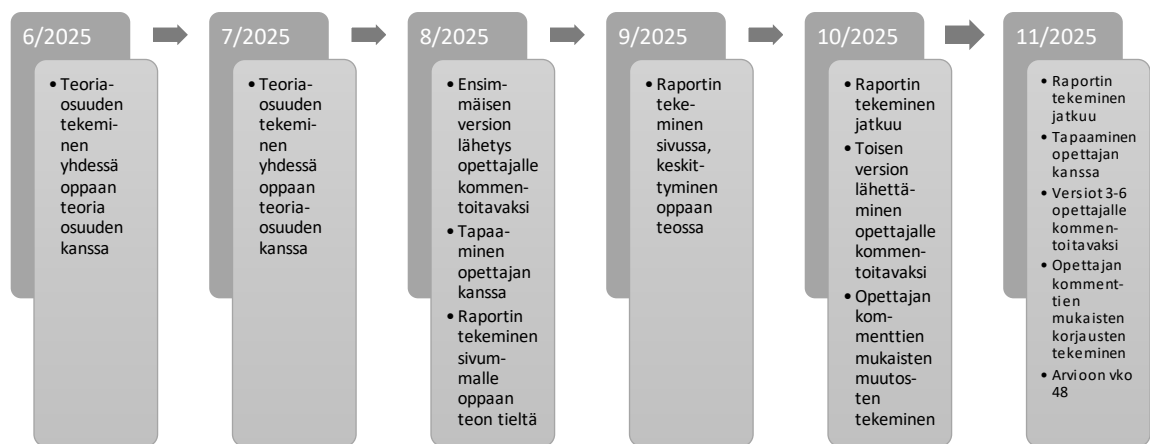 6/2025
• Teoria-
osuuden
tekemi-
nen
yhdessä
oppaan
teoria
osuuden
kanssa
7/2025
• Teoria-
osuuden
tekemi-
nen
yhdessä
oppaan
teoria-
osuuden
kanssa
8/2025
• Ensim-
mäisen
version
lähetys
opettajalle
kommen-
toitavaksi
• Tapaa-
minen
opettajan
kanssa
• Raportin
tekeminen
sivum-
malle
oppaan
teon tieltä
9/2025
• Raportin
teke-
minen
sivussa,
keskit-
tyminen
oppaan
teossa
10/2025
• Raportin
tekeminen
jatkuu
• Toisen
version
lähettä-
minen
opettajalle
kommen-
toitavaksi
• Opettajan
kom-
menttien
mukaisten
muutos-
ten
tekeminen
11/2025
• Raportin
tekeminen
jatkuu
• Tapaaminen
opettajan
kanssa
• Versiot 3-6
opettajalle
kommen-
toitavaksi
• Opettajan
komment-
tien
mukaisten
korjausten
tekeminen
• Arvioon vko
48